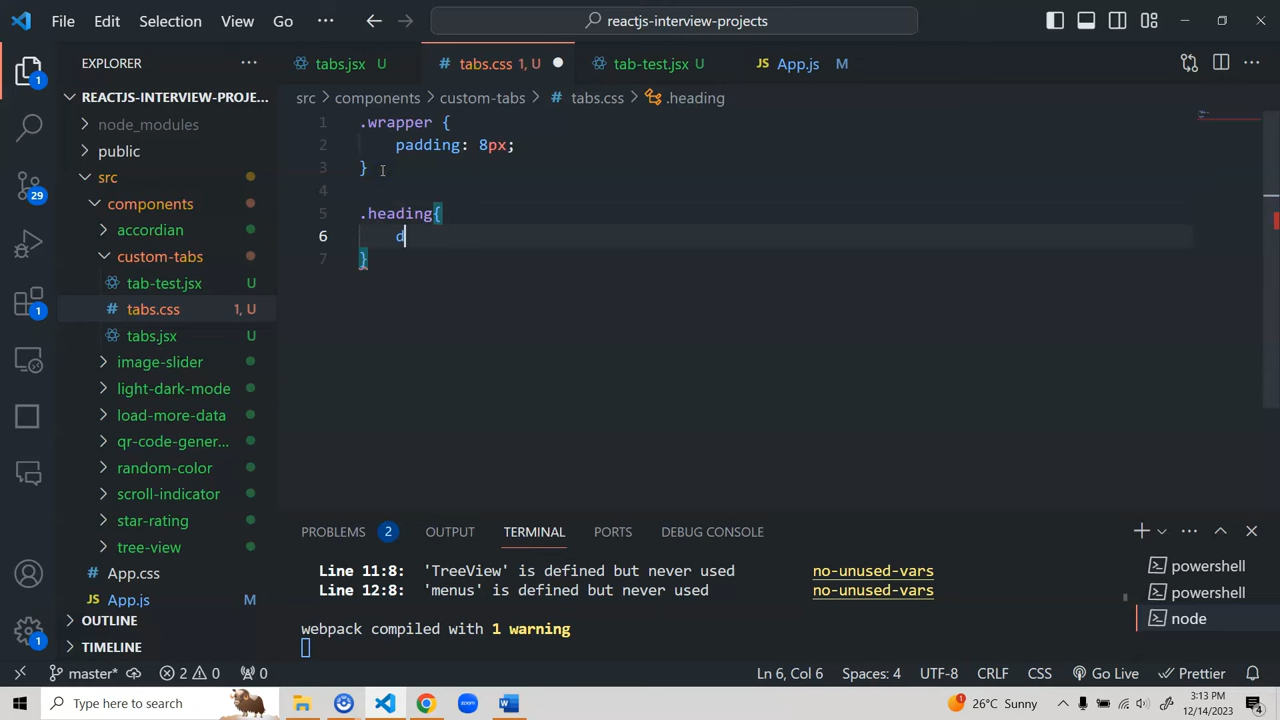 File Edit Selection View Go ··· reactjs-interview-projects
EXPLORER ···
tabs.jsx U
# tabs.css 1, U
tab-test.jsx U
JS App.js M
REACTJS-INTERVIEW-PROJE...
src > components > custom-tabs > # tabs.css > .heading
node_modules
public
src
components
accordian
custom-tabs
tab-test.jsx U
# tabs.css 1, U
tabs.jsx U
image-slider
light-dark-mode
load-more-data
qr-code-gener...
random-color
scroll-indicator
star-rating
tree-view
# App.css
JS App.js M
OUTLINE
TIMELINE
1
29
1
1
1 .wrapper {
2 padding: 8px;
3 }
4
5 .heading{
6 d
7 }
PROBLEMS 2 OUTPUT TERMINAL PORTS DEBUG CONSOLE
Line 11:8: 'TreeView' is defined but never used no-unused-vars
Line 12:8: 'menus' is defined but never used no-unused-vars
webpack compiled with 1 warning
powershell
powershell
node
master* 2 0 0 Ln 6, Col 6 Spaces: 4 UTF-8 CRLF CSS Go Live Prettier
Type here to search
1 26°C Sunny
3:13 PM
12/14/2023
4